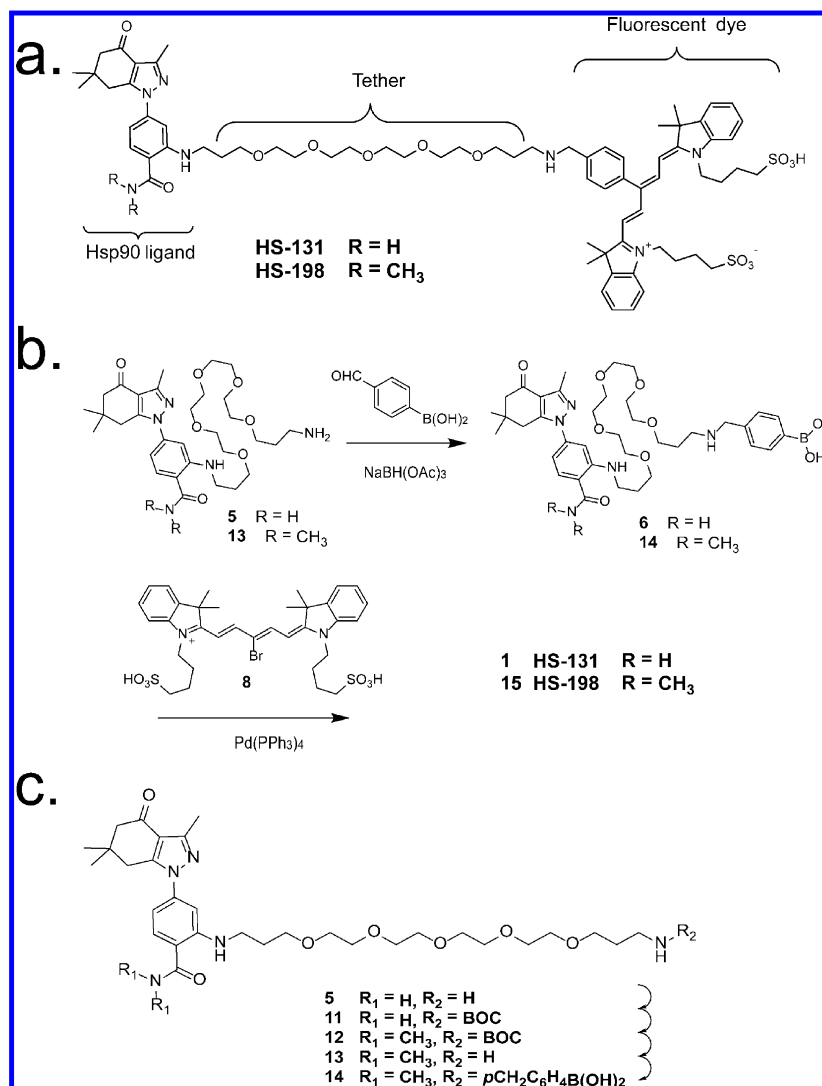 a.
Fluorescent dye
Tether
O
N
N
N
H
O
O
O
O
O
N
H
N
SO₃H
R
N
O
R
Hsp90 ligand
HS-131 R = H
HS-198 R = CH₃
N⁺
SO₃⁻
b.
O
N
N
O
O
O
O
O
NH₂
NH
R
N
O
R
5 R = H
13 R = CH₃
OHC
B(OH)₂
NaBH(OAc)₃
O
N
N
O
O
O
O
O
H
N
B
OH
NH
R
N
O
R
6 R = H
14 R = CH₃
N⁺
Br
N
HO₃S
SO₃H
8
Pd(PPh₃)₄
1 HS-131 R = H
15 HS-198 R = CH₃
c.
O
N
N
N
H
O
O
O
O
O
N
H
R₂
R₁
N
O
R₁
5 R₁ = H, R₂ = H
11 R₁ = H, R₂ = BOC
12 R₁ = CH₃, R₂ = BOC
13 R₁ = CH₃, R₂ = H
14 R₁ = CH₃, R₂ = pCH₂C₆H₄B(OH)₂